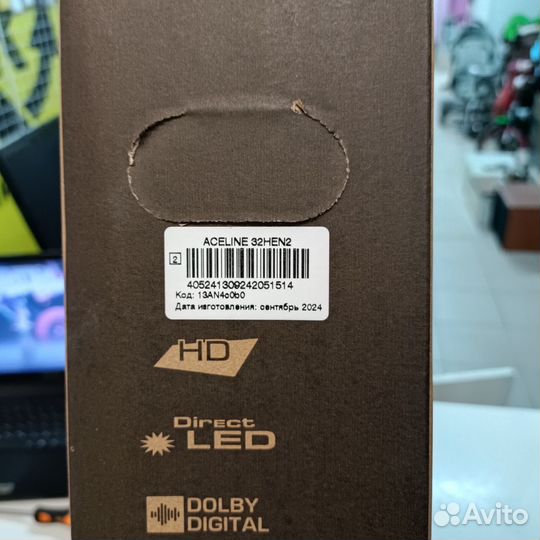 ACELINE 32HEN2
2
405241309242051514
Код: 13AN4c0b0
Дата изготовления: сентябрь 2024
HD
Direct
LED
DOLBY
DIGITAL
Avito